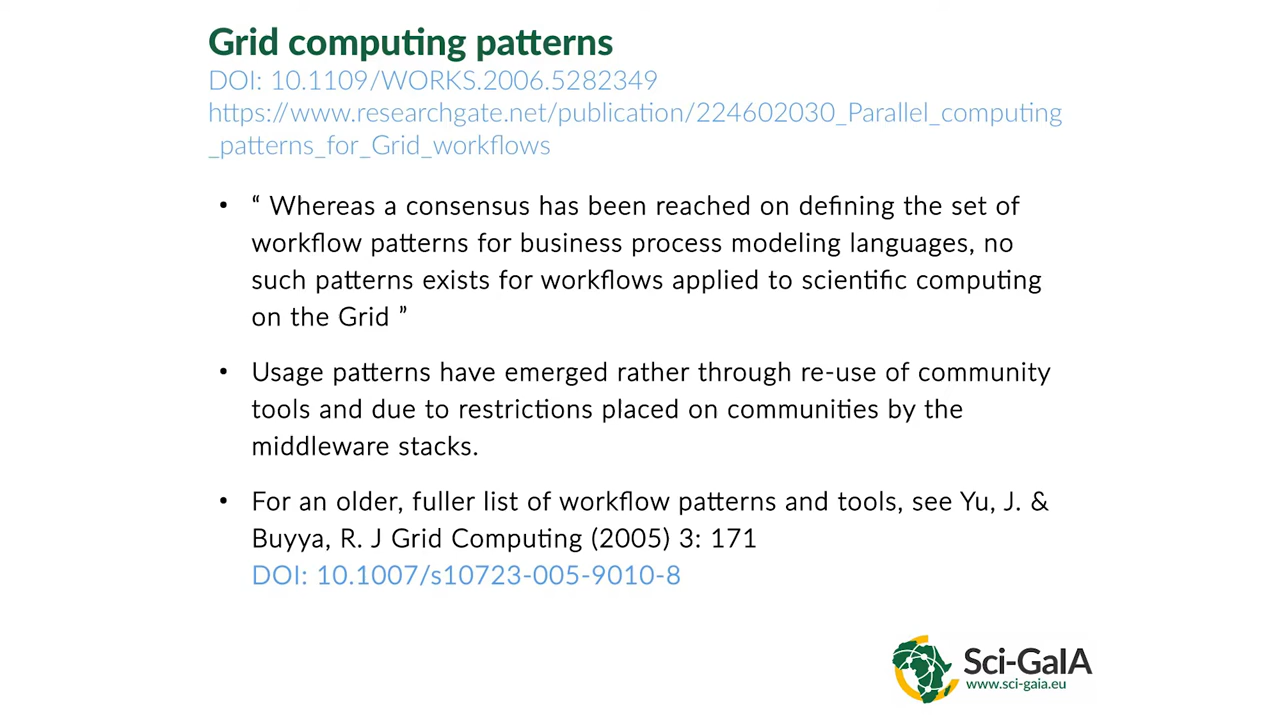 Grid computing patterns
DOI: 10.1109/WORKS.2006.5282349
https://www.researchgate.net/publication/224602030_Parallel_computing
_patterns_for_Grid_workflows
• “ Whereas a consensus has been reached on defining the set of
workflow patterns for business process modeling languages, no
such patterns exists for workflows applied to scientific computing
on the Grid ”
• Usage patterns have emerged rather through re-use of community
tools and due to restrictions placed on communities by the
middleware stacks.
• For an older, fuller list of workflow patterns and tools, see Yu, J. &
Buyya, R. J Grid Computing (2005) 3: 171
DOI: 10.1007/s10723-005-9010-8
Sci-GaIA
www.sci-gaia.eu